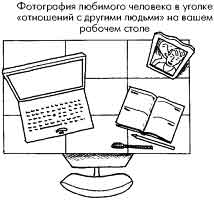 Фотография любимого человека в уголке
«отношений с другими людьми» на вашем
рабочем столе